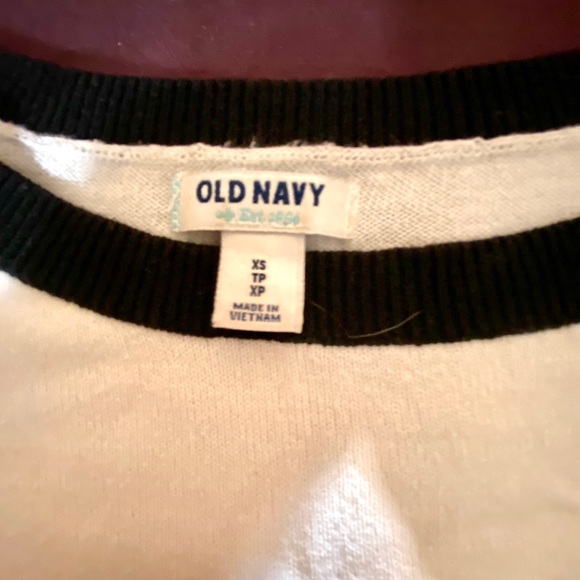 OLD NAVY
Est 1994
XS
TP
XP
MADE IN
VIETNAM